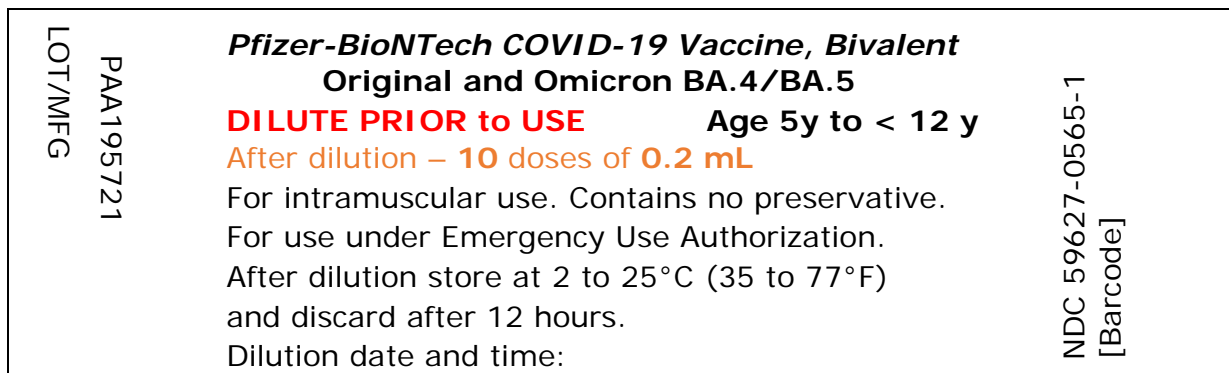 LOT/MFG
PAA195721
Pfizer-BioNTech COVID-19 Vaccine, Bivalent
Original and Omicron BA.4/BA.5
DILUTE PRIOR to USE Age 5y to < 12 y
After dilution – 10 doses of 0.2 mL
For intramuscular use. Contains no preservative.
For use under Emergency Use Authorization.
After dilution store at 2 to 25°C (35 to 77°F)
and discard after 12 hours.
Dilution date and time:
NDC 59627-0565-1
[Barcode]